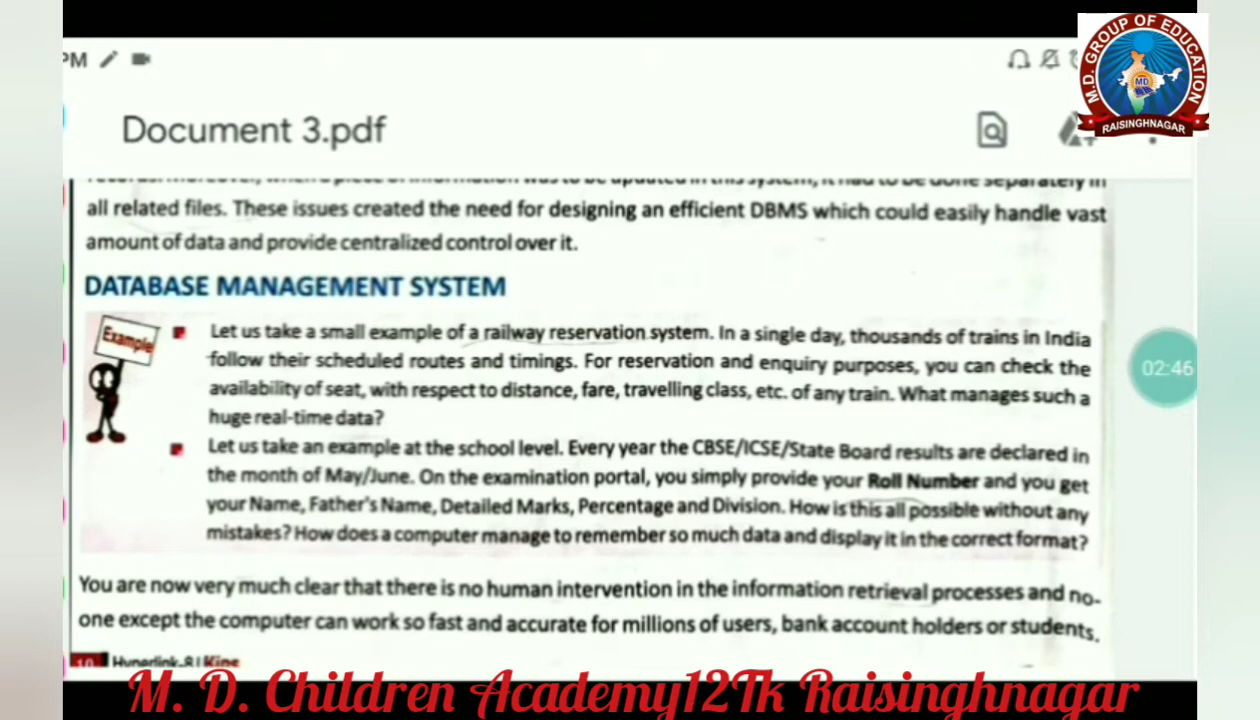 PM
M.D. GROUP OF EDUCATION
MD
RAISINGHNAGAR
Document 3.pdf
all related files. These issues created the need for designing an efficient DBMS which could easily handle vast
amount of data and provide centralized control over it.
DATABASE MANAGEMENT SYSTEM
Example
Let us take a small example of a railway reservation system. In a single day, thousands of trains in India
follow their scheduled routes and timings. For reservation and enquiry purposes, you can check the
availability of seat, with respect to distance, fare, travelling class, etc. of any train. What manages such a
huge real-time data?
02:46
Let us take an example at the school level. Every year the CBSE/ICSE/State Board results are declared in
the month of May/June. On the examination portal, you simply provide your Roll Number and you get
your Name, Father's Name, Detailed Marks, Percentage and Division. How is this all possible without any
mistakes? How does a computer manage to remember so much data and display it in the correct format?
You are now very much clear that there is no human intervention in the information retrieval processes and no-
one except the computer can work so fast and accurate for millions of users, bank account holders or students.
10 Hyperlink-8 | Kips
M. D. Children Academy12Tk Raisinghnagar